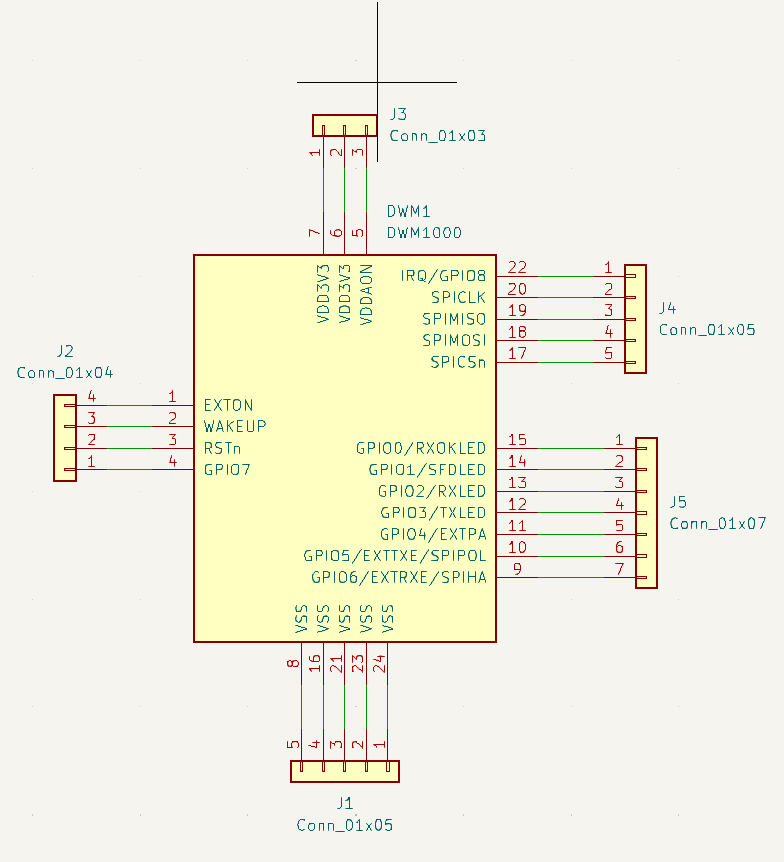 J3
Conn_01x03
1 2 3
DWM1
DWM1000
7 6 5
VDD3V3 VDD3V3 VDDAON
IRQ/GPIO8 22 1
SPICLK 20 2
SPIMISO 19 3
SPIMOSI 18 4
SPICSn 17 5
J4
Conn_01x05
J2
Conn_01x04
4 1 EXTON
3 2 WAKEUP
2 3 RSTn
1 4 GPIO7
GPIO0/RXOKLED 15 1
GPIO1/SFDLED 14 2
GPIO2/RXLED 13 3
GPIO3/TXLED 12 4
GPIO4/EXTPA 11 5
GPIO5/EXTTXE/SPIPOL 10 6
GPIO6/EXTRXE/SPIHA 9 7
J5
Conn_01x07
VSS VSS VSS VSS VSS
8 16 21 23 24
5 4 3 2 1
J1
Conn_01x05